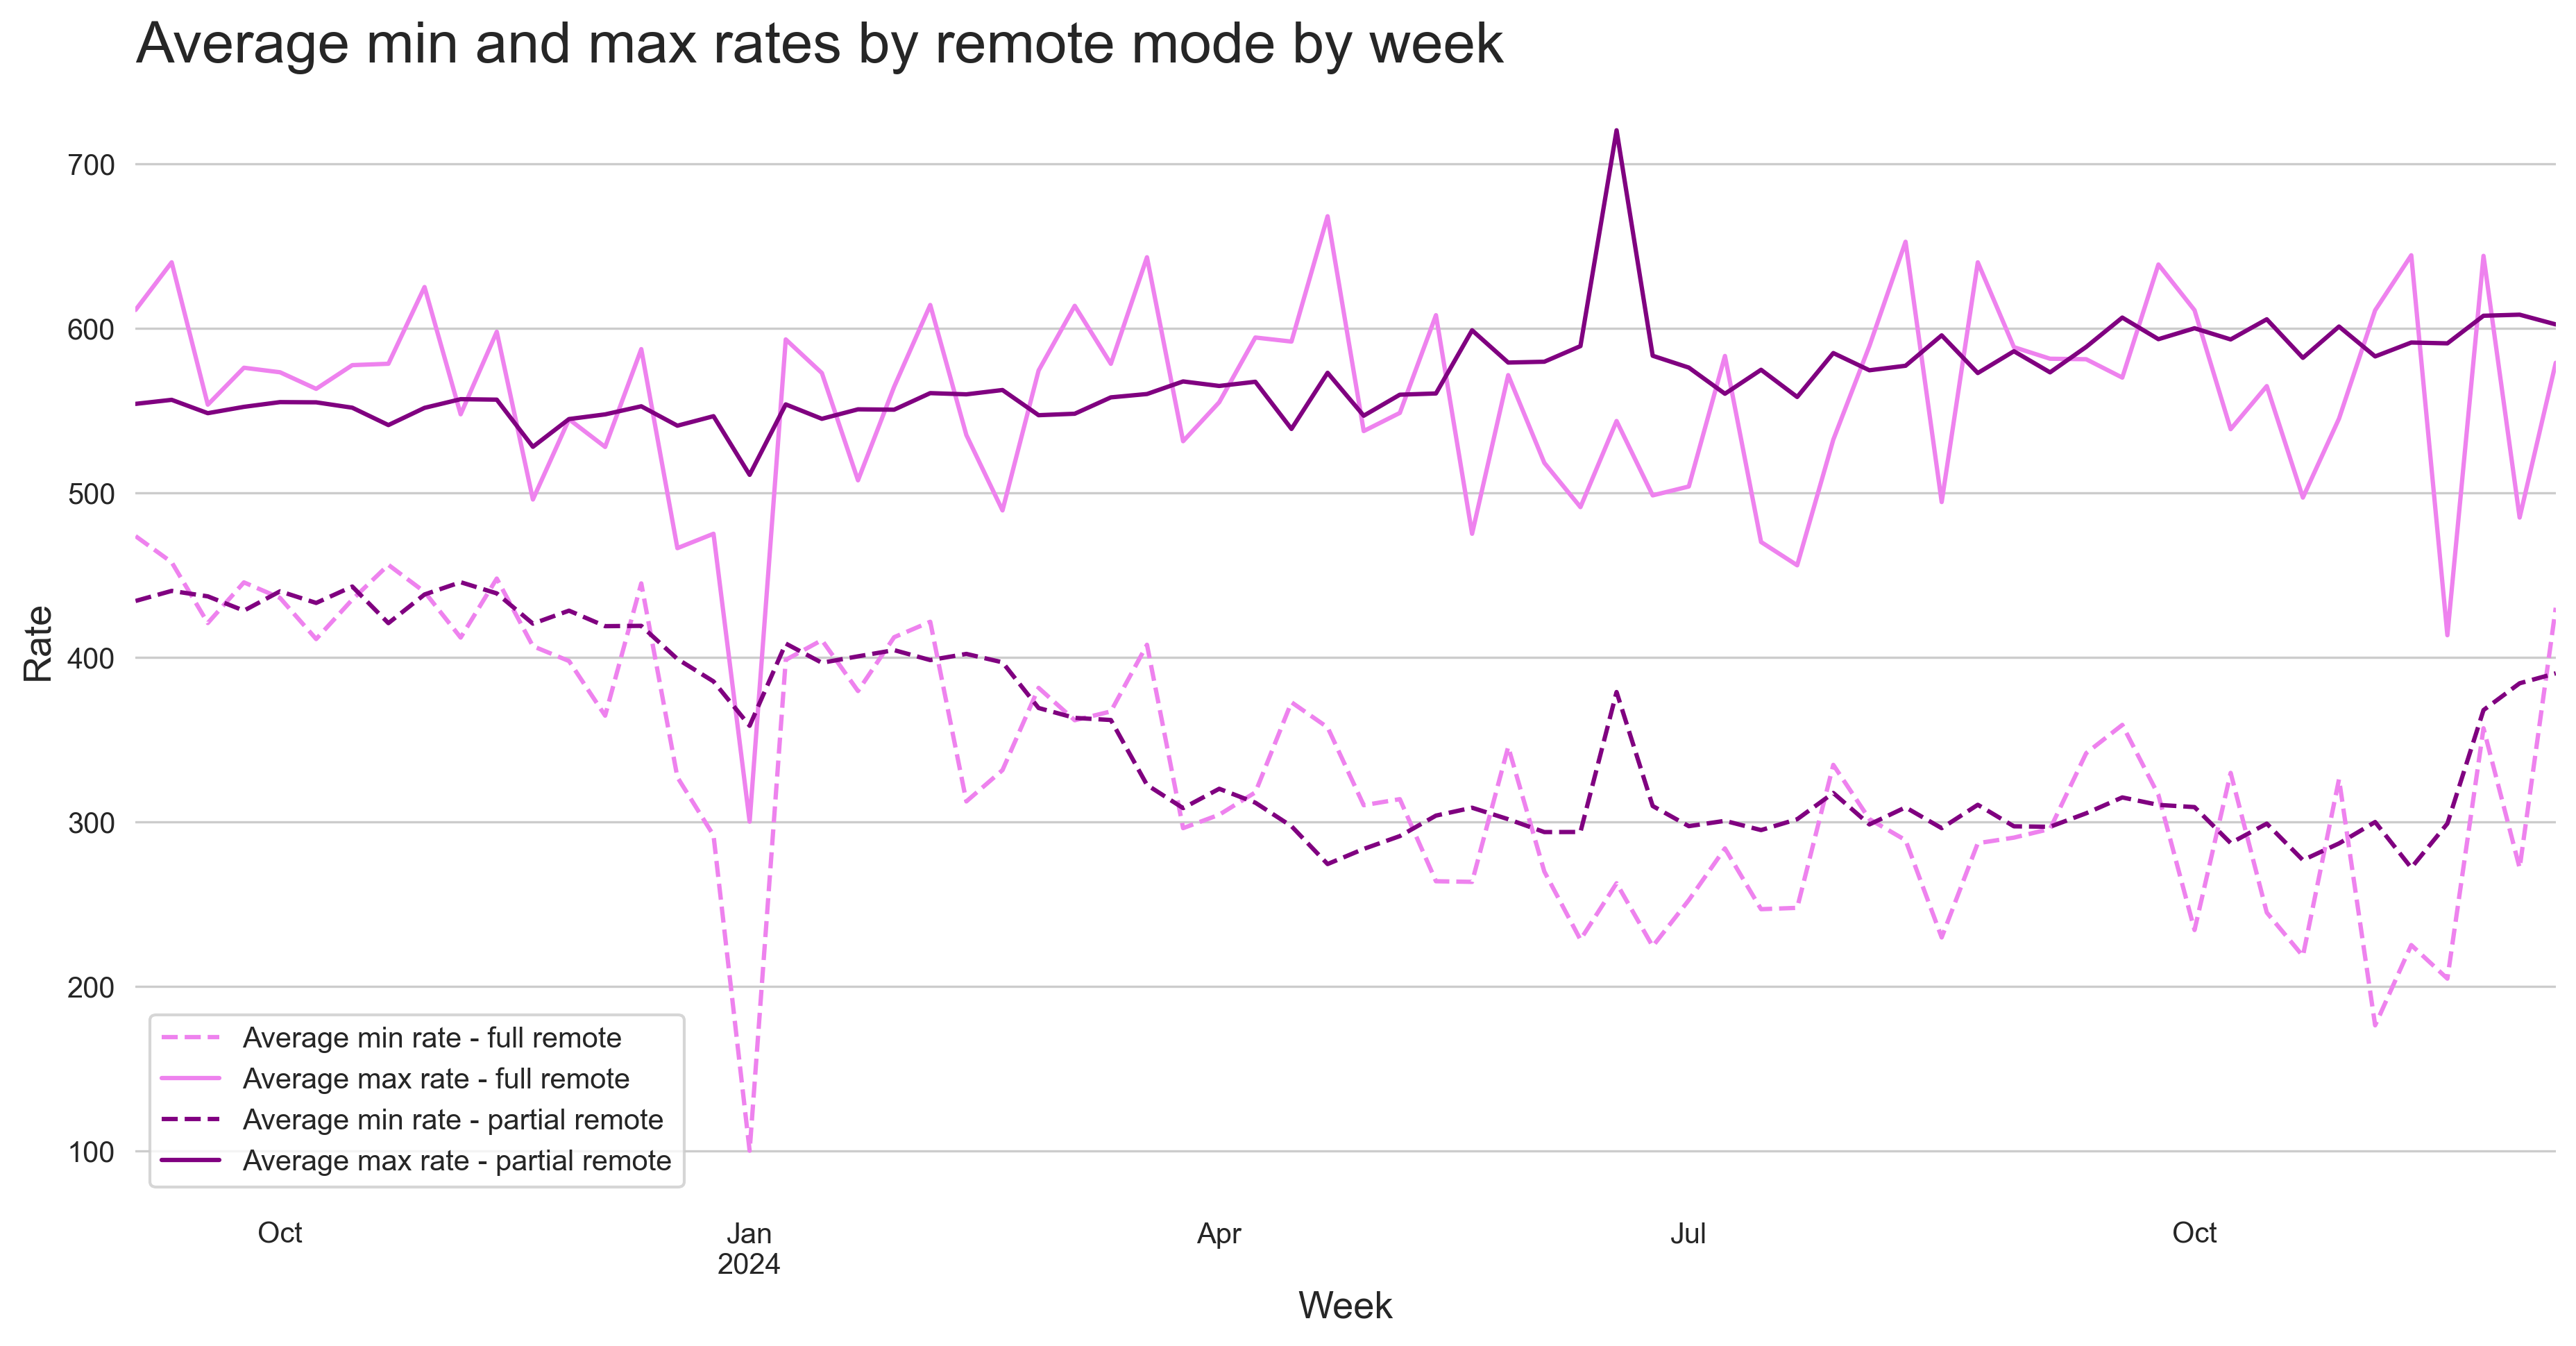 Average min and max rates by remote mode by week
700
600
500
400
300
200
100
Rate
Average min rate - full remote
Average max rate - full remote
Average min rate - partial remote
Average max rate - partial remote
Oct
Jan
2024
Apr
Jul
Oct
Week